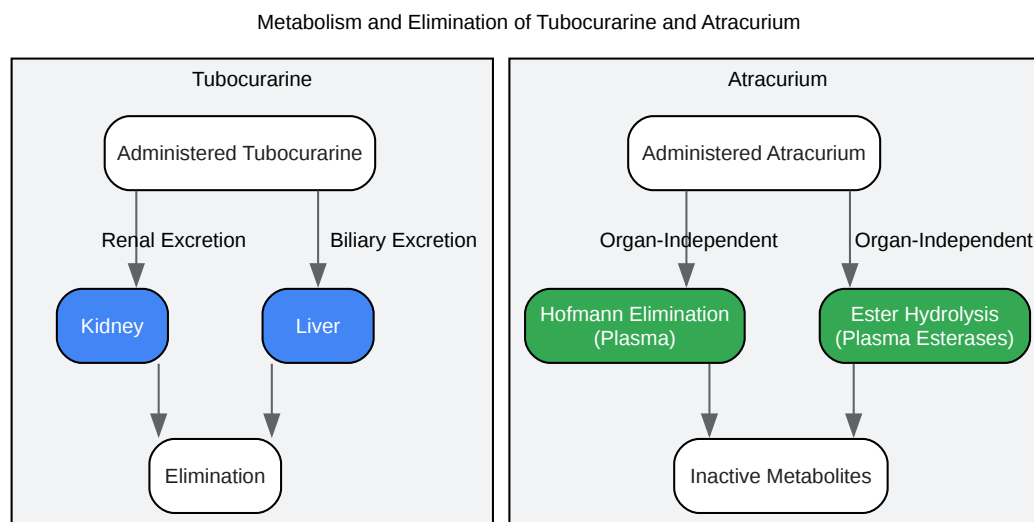 Metabolism and Elimination of Tubocurarine and Atracurium
Tubocurarine
Administered Tubocurarine
Renal Excretion
Biliary Excretion
Kidney
Liver
Elimination
Atracurium
Administered Atracurium
Organ-Independent
Organ-Independent
Hofmann Elimination
(Plasma)
Ester Hydrolysis
(Plasma Esterases)
Inactive Metabolites